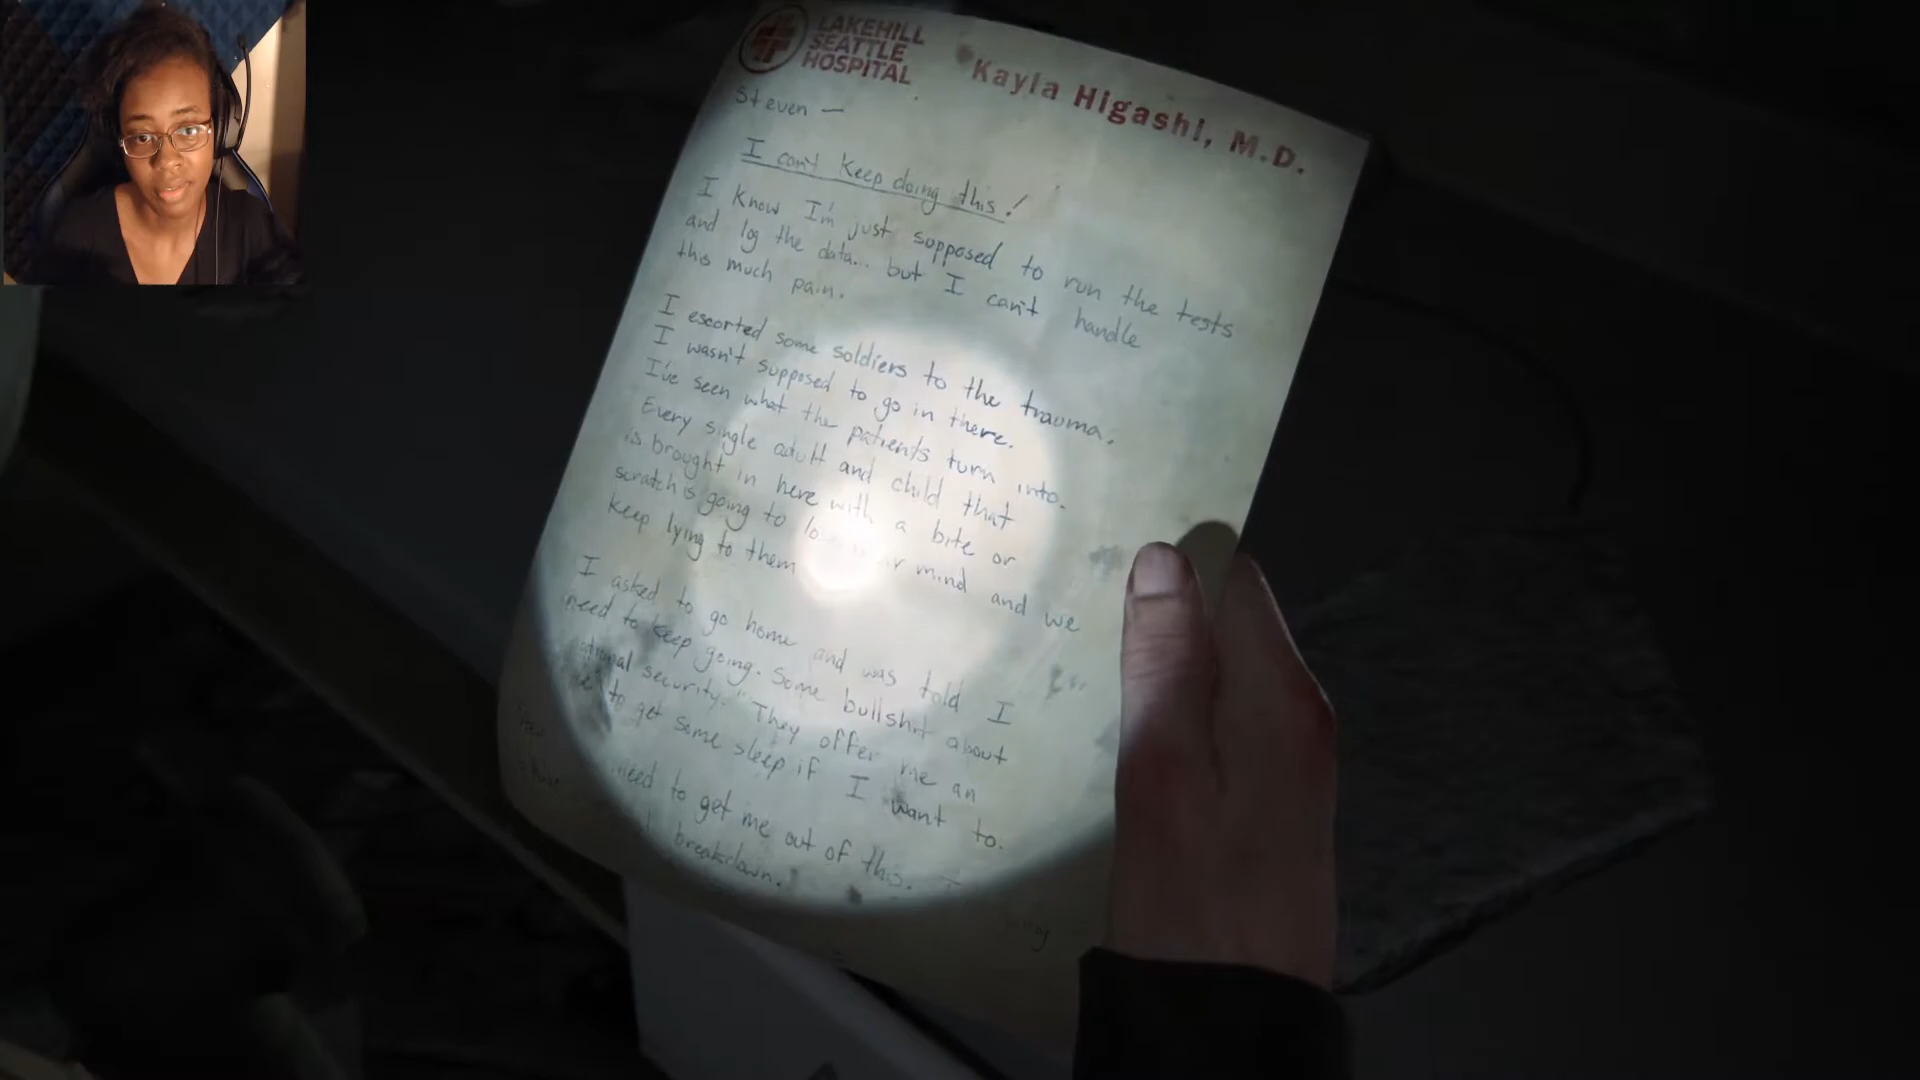 LAKEHILL
SEATTLE
HOSPITAL
Kayla Higashi, M.D.
Steven —
I can't keep doing this!
I know I'm just supposed to run the tests
and log the data... but I can't handle
this much pain.
I escorted some soldiers to the trauma.
I wasn't supposed to go in there.
I've seen what the patients turn into.
Every single adult and child that
is brought in here with a bite or
scratch is going to mind and we
keep lying to them
I asked to go home and was told I
need to keep going. Some bullshit about
security." They offer me an
to get some sleep if I want to.
need to get me out of this.
breakdown.